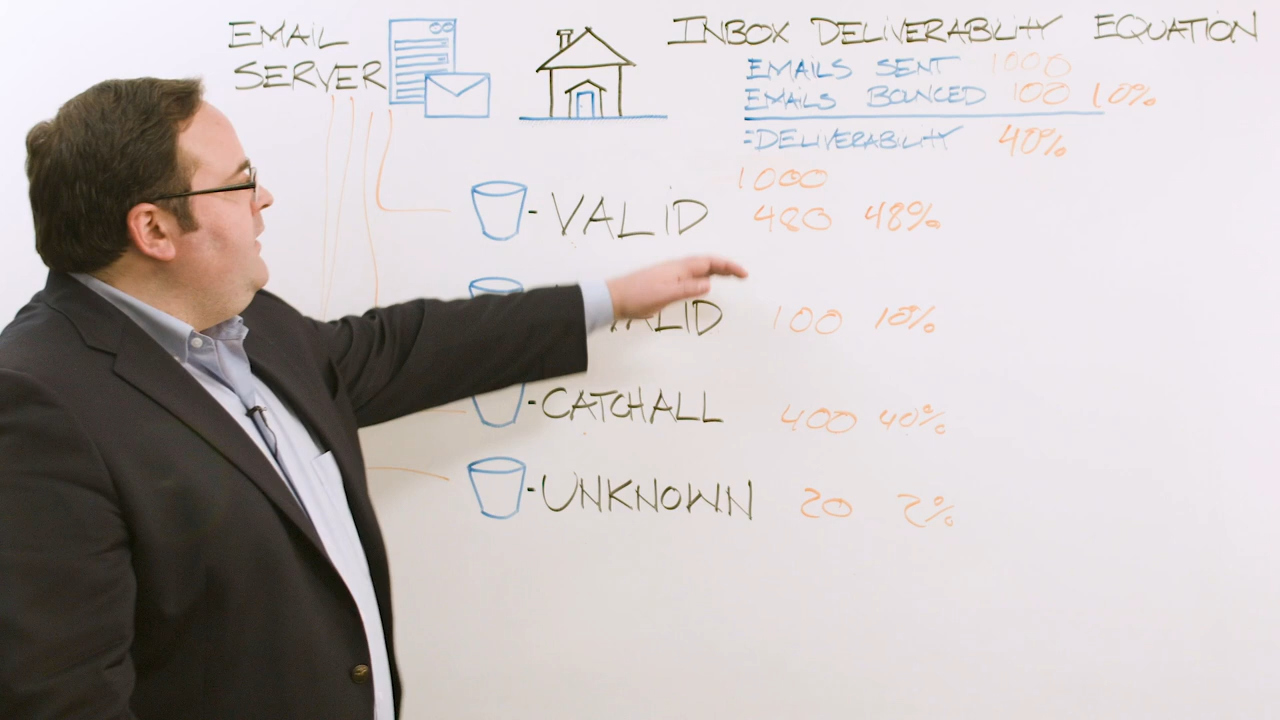 EMAIL
SERVER
INBOX DELIVERABILITY EQUATION
EMAILS SENT 1000
EMAILS BOUNCED 100 10%
=DELIVERABILITY 40%
1000
-VALID 480 48%
VALID 100 10%
-CATCHALL 400 40%
-UNKNOWN 20 2%